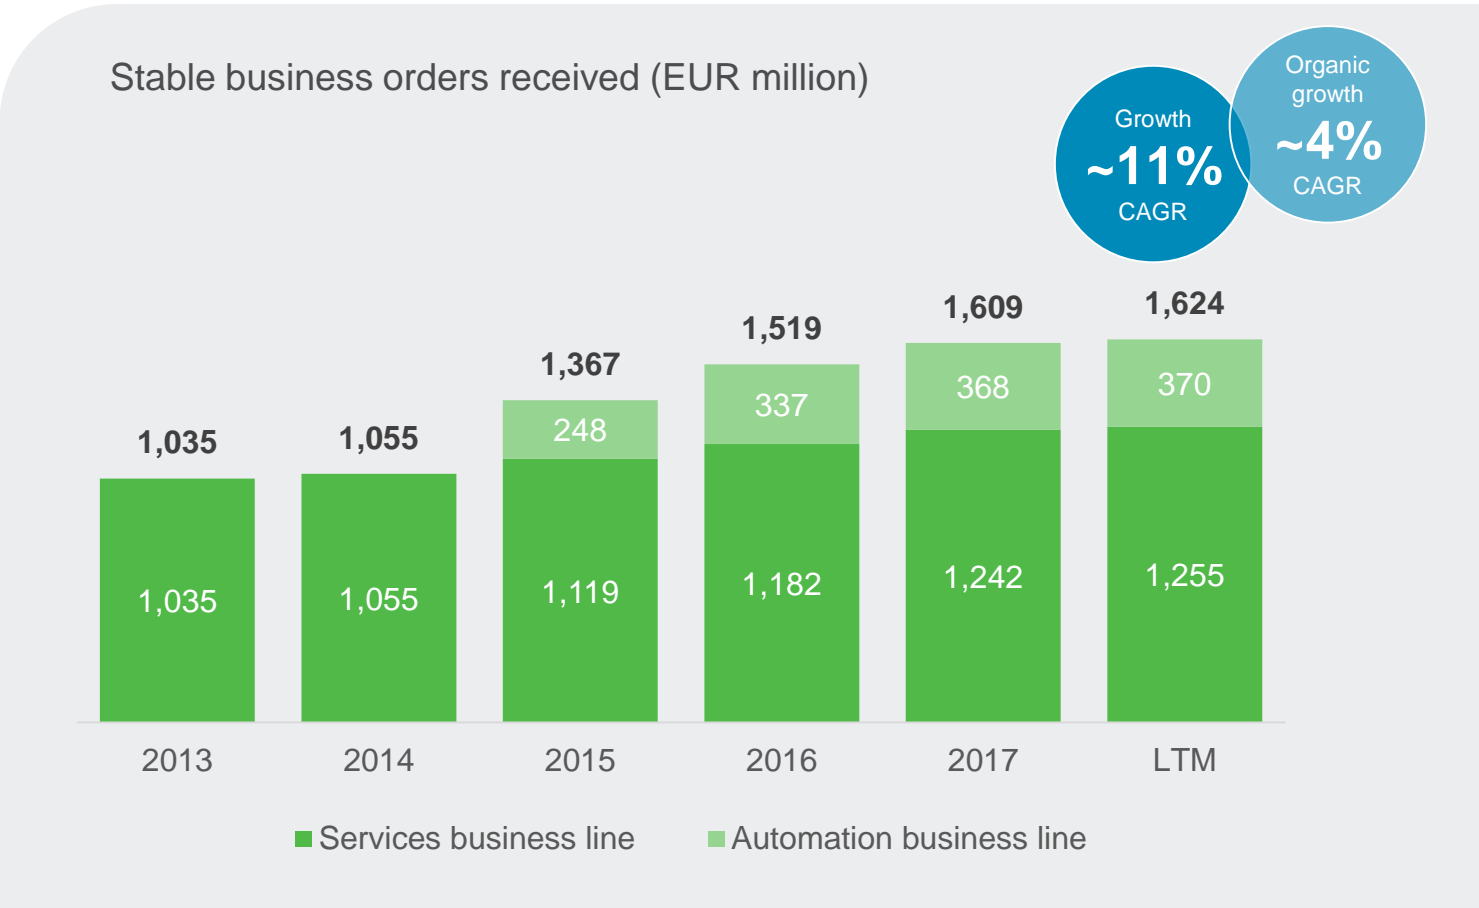 Stable business orders received (EUR million)
Growth
~11%
CAGR
Organic
growth
~4%
CAGR
1,035
1,055
1,367
1,519
1,609
1,624
248
337
368
370
1,035
1,055
1,119
1,182
1,242
1,255
2013
2014
2015
2016
2017
LTM
Services business line
Automation business line